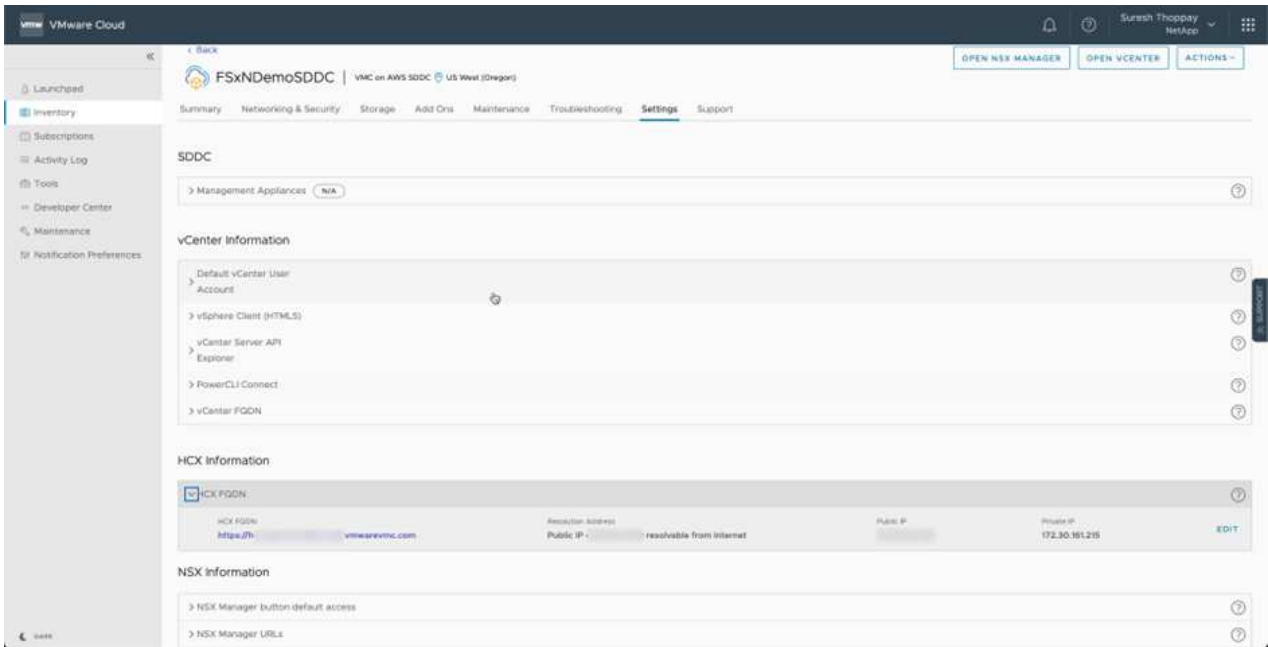 vmw VMware Cloud
Suresh Thoppay
NetApp
< Back
FSxNDemoSDDC | VMC on AWS SDDC US West (Oregon)
OPEN NSX MANAGER OPEN VCENTER ACTIONS
Summary Networking & Security Storage Add Ons Maintenance Troubleshooting Settings Support
Launchpad
Inventory
Subscriptions
Activity Log
Tools
Developer Center
Maintenance
Notification Preferences
DARK
SDDC
> Management Appliances N/A
vCenter Information
> Default vCenter User
Account
> vSphere Client (HTML5)
> vCenter Server API
Explorer
> PowerCLI Connect
> vCenter FQDN
HCX Information
HCX FQDN
HCX FQDN Resolution Address Public IP Private IP
https://h vmwarevmc.com Public IP - resolvable from Internet 172.30.161.215 EDIT
NSX Information
> NSX Manager button default access
> NSX Manager URLs
SUPPORT